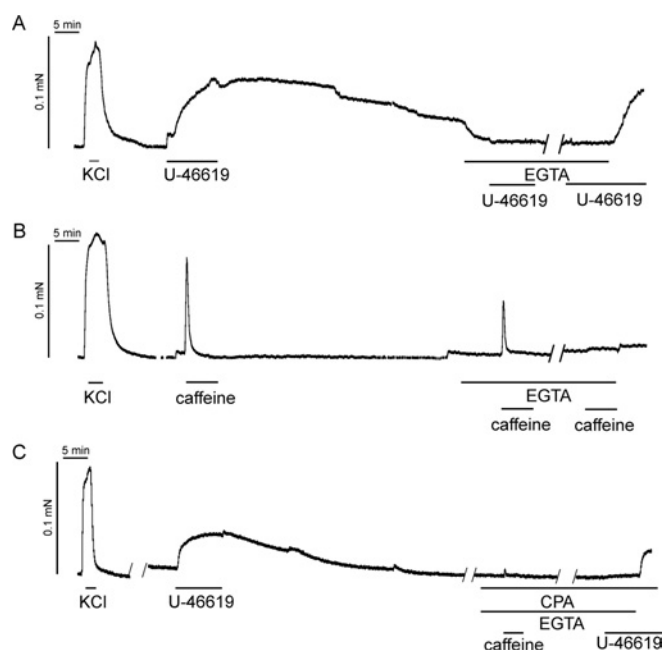 A
5 min
0.1 mN
KCl
U-46619
EGTA
U-46619
U-46619
B
5 min
0.1 mN
KCl
caffeine
EGTA
caffeine
caffeine
C
5 min
0.1 mN
KCl
U-46619
CPA
EGTA
caffeine
U-46619